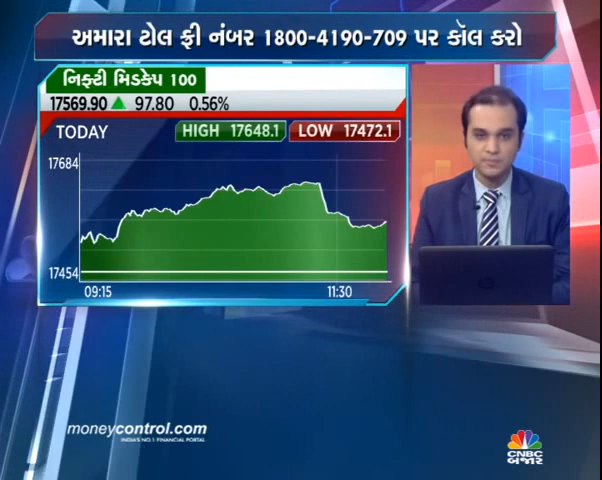 અમારા ટોલ ફ્રી નંબર 1800-4190-709 પર કૉલ કરો
નિફ્ટી મિડકેપ 100
17569.90 ▲ 97.80 0.56%
TODAY HIGH 17648.1 LOW 17472.1
17684
17454
09:15 11:30
moneycontrol.com
INDIA'S NO.1 FINANCIAL PORTAL
CNBC
બજાર